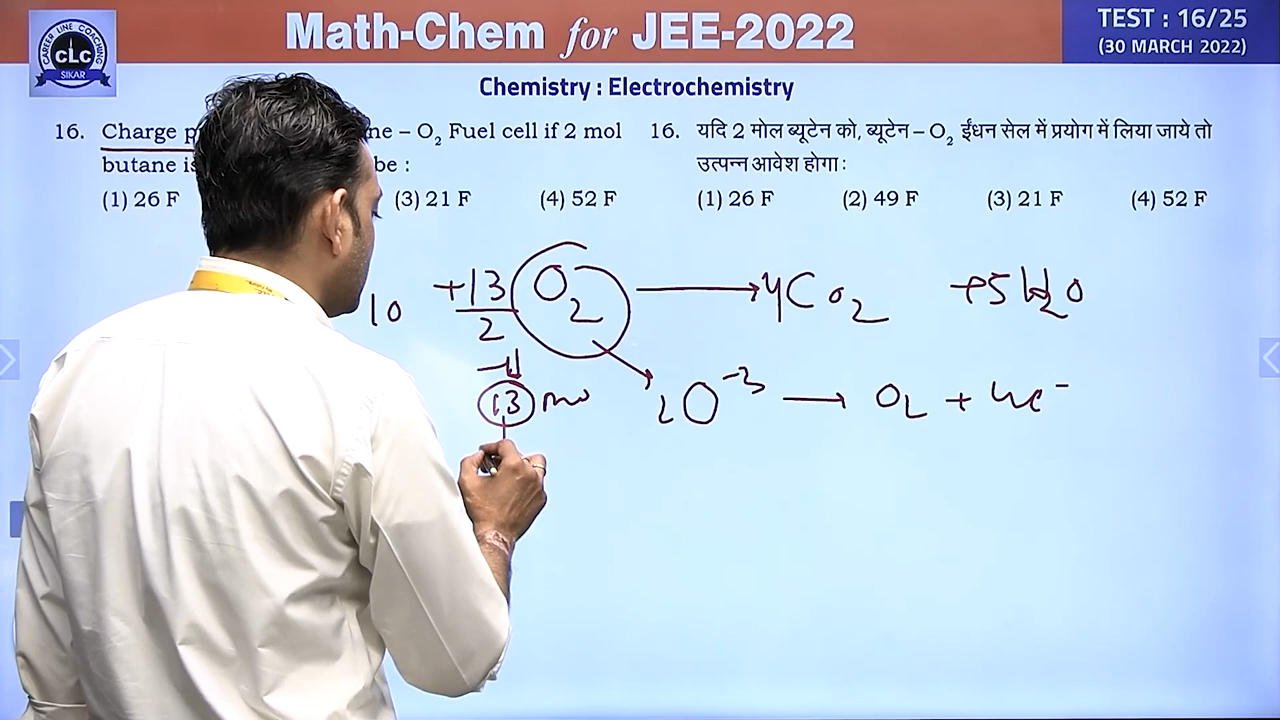 CAREER LINE COACHING
CLC
SIKAR
Math-Chem for JEE-2022
TEST : 16/25
(30 MARCH 2022)
Chemistry : Electrochemistry
16. Charge p ne – O₂ Fuel cell if 2 mol
butane is be :
(1) 26 F (3) 21 F (4) 52 F
16. यदि 2 मोल ब्यूटेन को, ब्यूटेन – O₂ ईंधन सेल में प्रयोग में लिया जाये तो
उत्पन्न आवेश होगा :
(1) 26 F (2) 49 F (3) 21 F (4) 52 F
10 + 13/2 O₂ ⟶ 4CO₂ + 5H₂O
13 2O ⟶ O₂ + 4e⁻